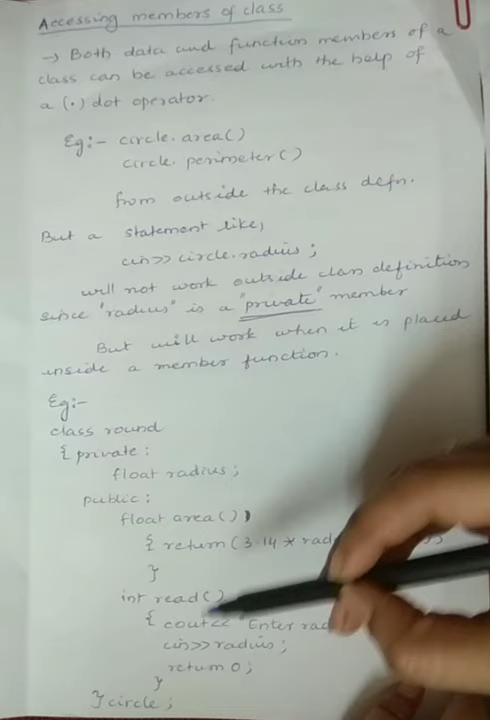 Accessing members of class
→ Both data and function members of a
class can be accessed with the help of
a (.) dot operator.
Eg:- circle.area()
circle.perimeter()
from outside the class defn.
But a statement like,
cin>> circle.radius;
will not work outside class definition
since "radius" is a "private" member
But will work when it is placed
inside a member function.
Eg:-
class round
{ private:
float radius;
public:
float area()
{ return (3.14 *
}
int read()
{ cout<< "Enter
cin>> radius;
return 0;
}
} circle;